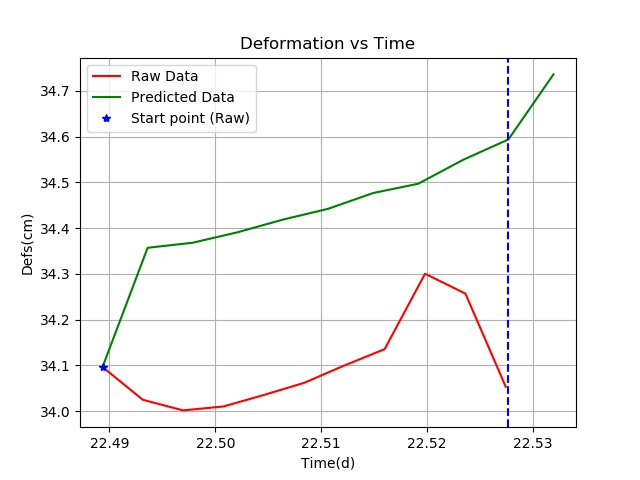 Deformation vs Time
Raw Data
Predicted Data
Start point (Raw)
34.7
34.6
34.5
34.4
34.3
34.2
34.1
34.0
Defs(cm)
22.49 22.50 22.51 22.52 22.53
Time(d)